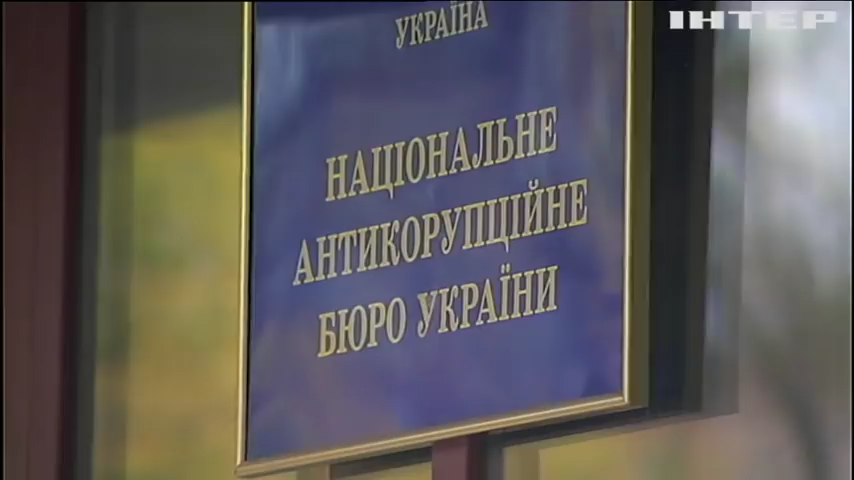 ІНТЕР
УКРАЇНА
НАЦІОНАЛЬНЕ
АНТИКОРУПЦІЙНЕ
БЮРО УКРАЇНИ